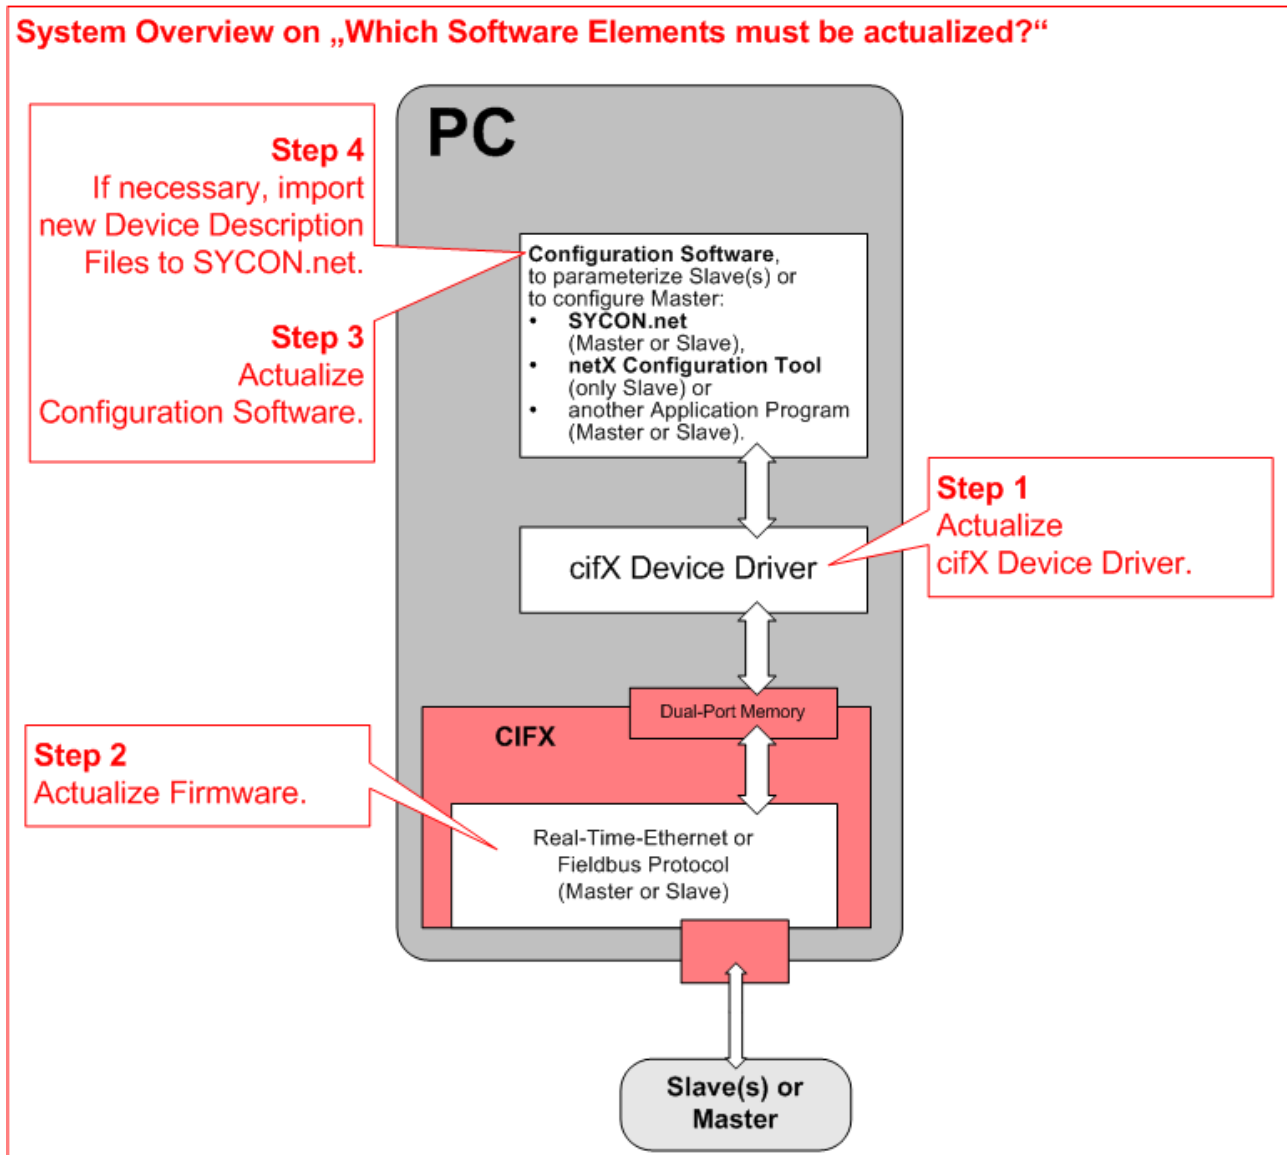 System Overview on „Which Software Elements must be actualized?“
PC
Step 4
If necessary, import
new Device Description
Files to SYCON.net.
Step 3
Actualize
Configuration Software.
Configuration Software,
to parameterize Slave(s) or
to configure Master:
• SYCON.net
(Master or Slave),
• netX Configuration Tool
(only Slave) or
• another Application Program
(Master or Slave).
Step 1
Actualize
cifX Device Driver.
cifX Device Driver
Dual-Port Memory
CIFX
Step 2
Actualize Firmware.
Real-Time-Ethernet or
Fieldbus Protocol
(Master or Slave)
Slave(s) or
Master